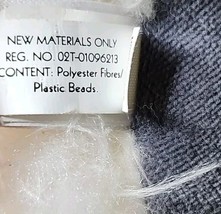 NEW MATERIALS ONLY
REG. NO. 02T-01096213
CONTENT: Polyester Fibres/
Plastic Beads.